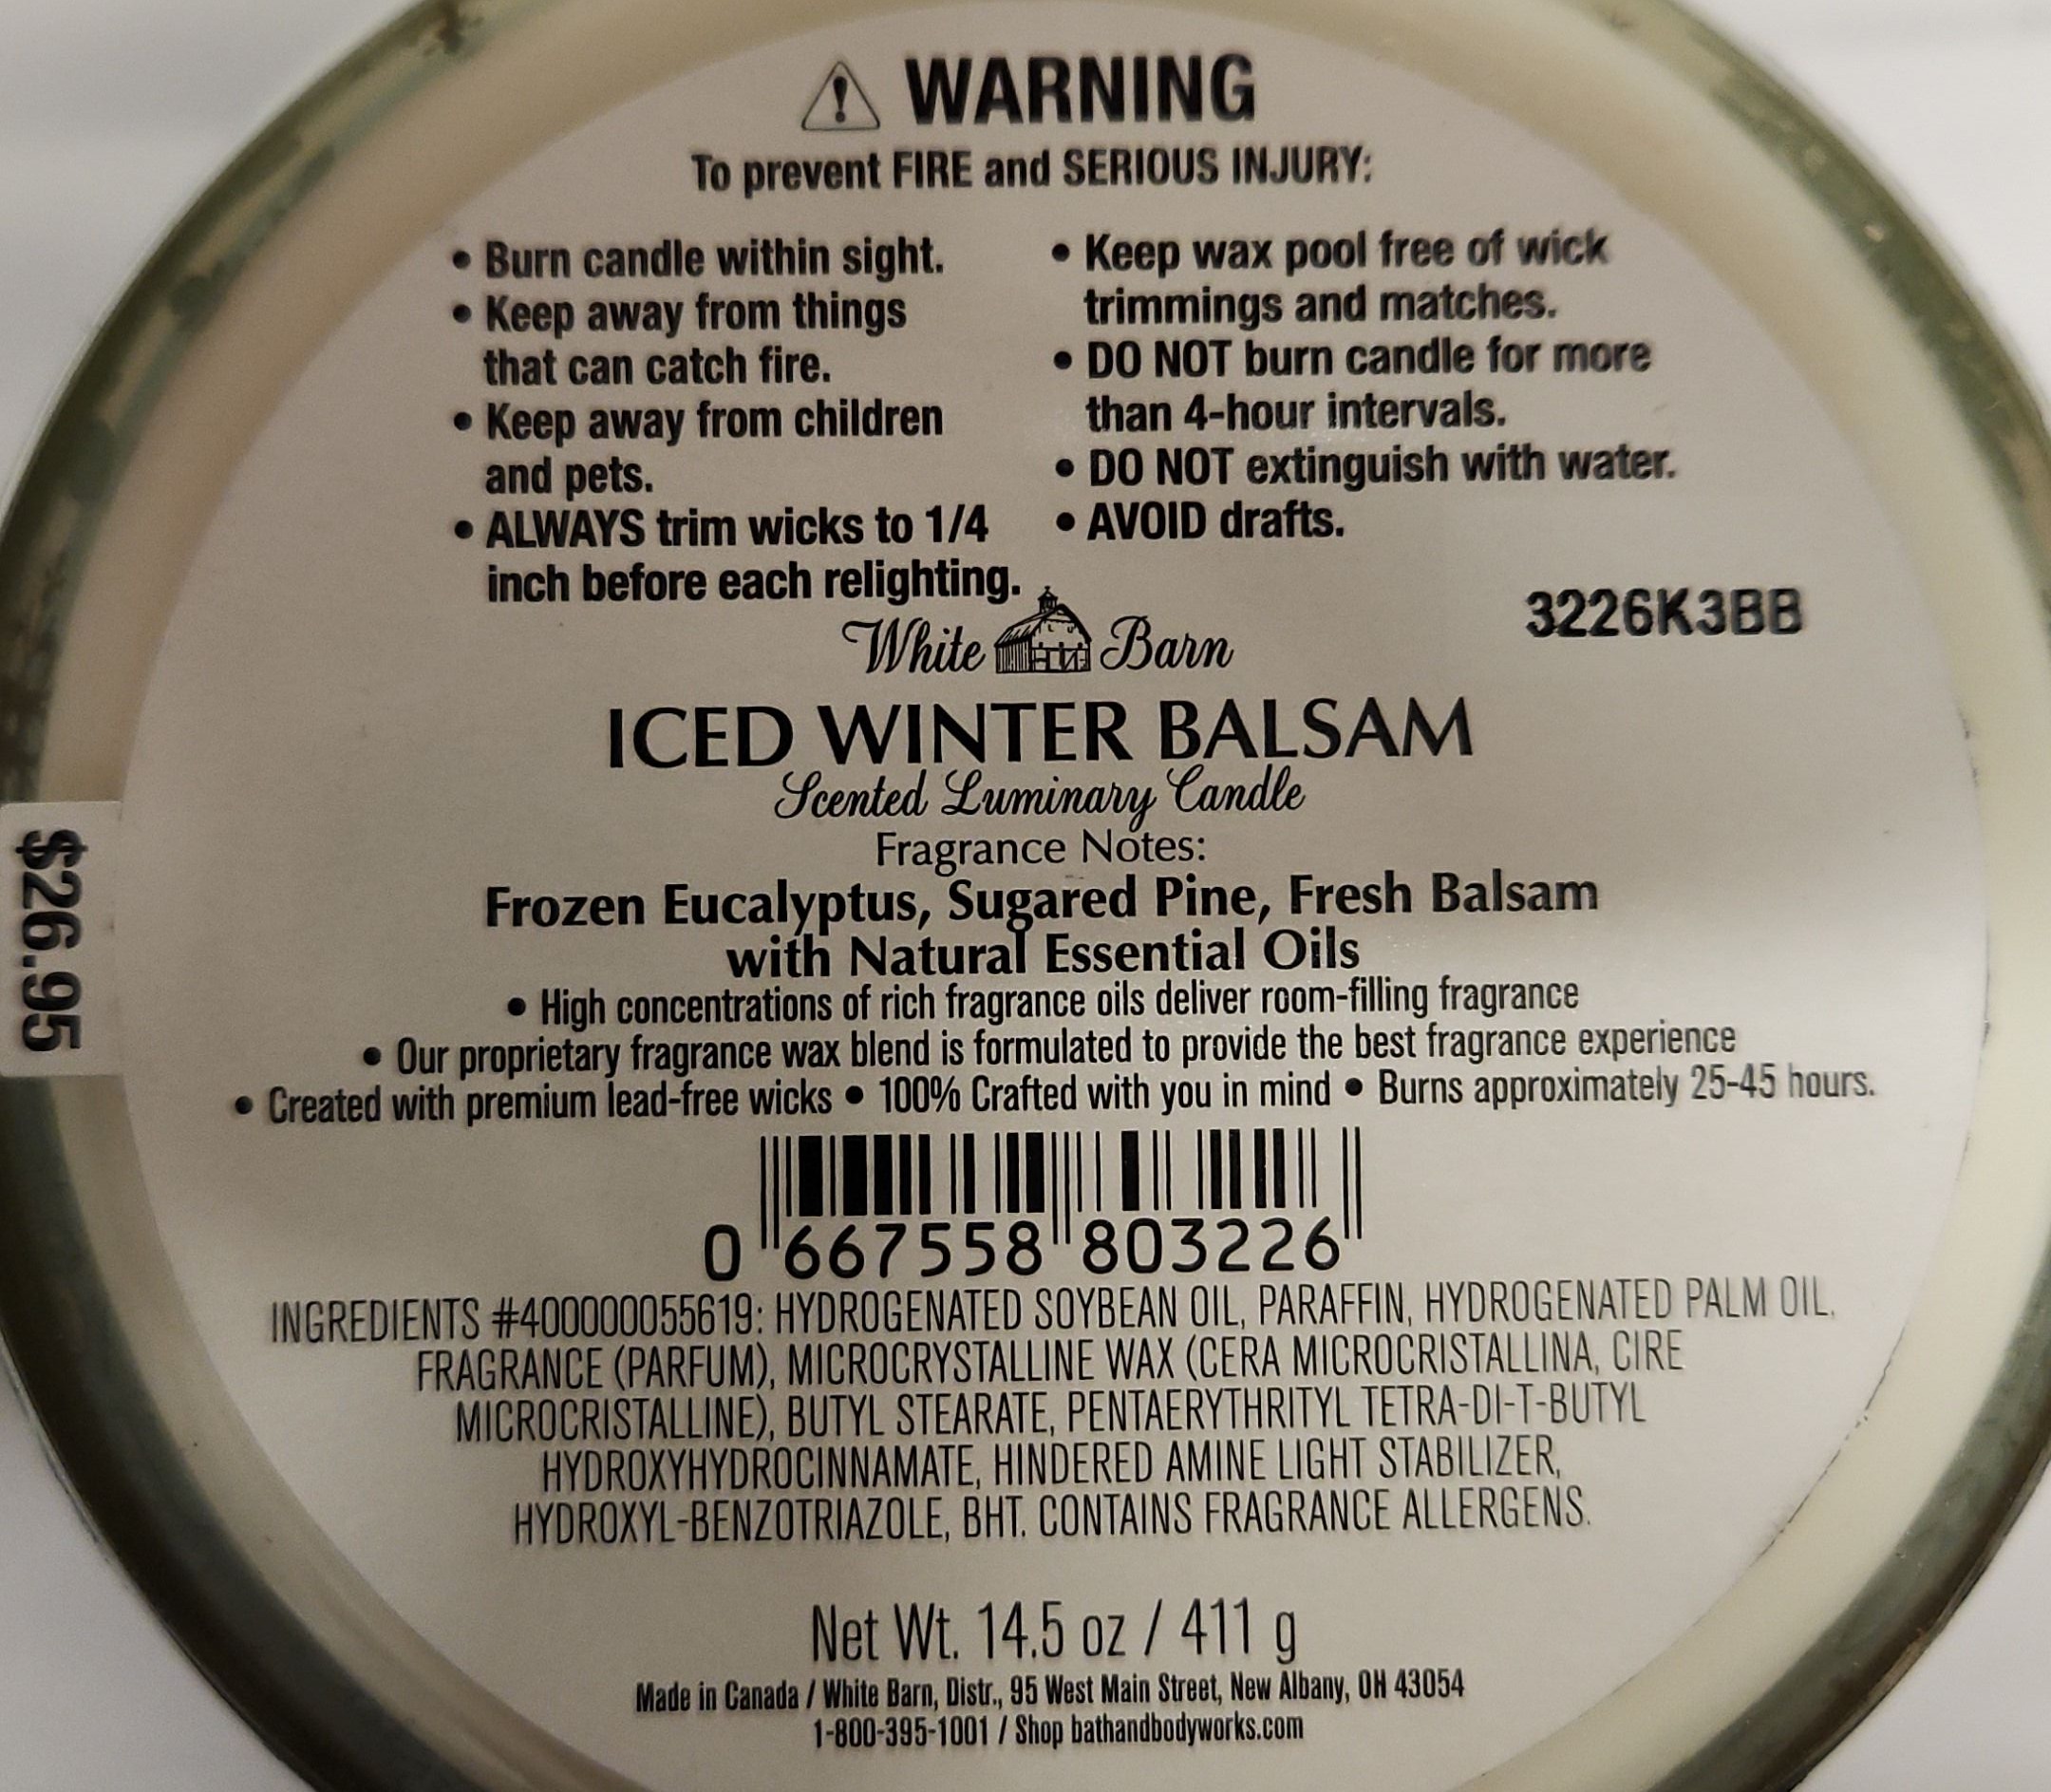 ⚠ WARNING
To prevent FIRE and SERIOUS INJURY:
• Burn candle within sight.
• Keep away from things
that can catch fire.
• Keep away from children
and pets.
• ALWAYS trim wicks to 1/4
inch before each relighting.
• Keep wax pool free of wick
trimmings and matches.
• DO NOT burn candle for more
than 4-hour intervals.
• DO NOT extinguish with water.
• AVOID drafts.
3226K3BB
White Barn
ICED WINTER BALSAM
Scented Luminary Candle
Fragrance Notes:
Frozen Eucalyptus, Sugared Pine, Fresh Balsam
with Natural Essential Oils
• High concentrations of rich fragrance oils deliver room-filling fragrance
• Our proprietary fragrance wax blend is formulated to provide the best fragrance experience
• Created with premium lead-free wicks • 100% Crafted with you in mind • Burns approximately 25-45 hours.
$26.95
0 667558 803226
INGREDIENTS #400000055619: HYDROGENATED SOYBEAN OIL, PARAFFIN, HYDROGENATED PALM OIL,
FRAGRANCE (PARFUM), MICROCRYSTALLINE WAX (CERA MICROCRISTALLINA, CIRE
MICROCRISTALLINE), BUTYL STEARATE, PENTAERYTHRITYL TETRA-DI-T-BUTYL
HYDROXYHYDROCINNAMATE, HINDERED AMINE LIGHT STABILIZER,
HYDROXYL-BENZOTRIAZOLE, BHT. CONTAINS FRAGRANCE ALLERGENS.
Net Wt. 14.5 oz / 411 g
Made in Canada / White Barn, Distr., 95 West Main Street, New Albany, OH 43054
1-800-395-1001 / Shop bathandbodyworks.com